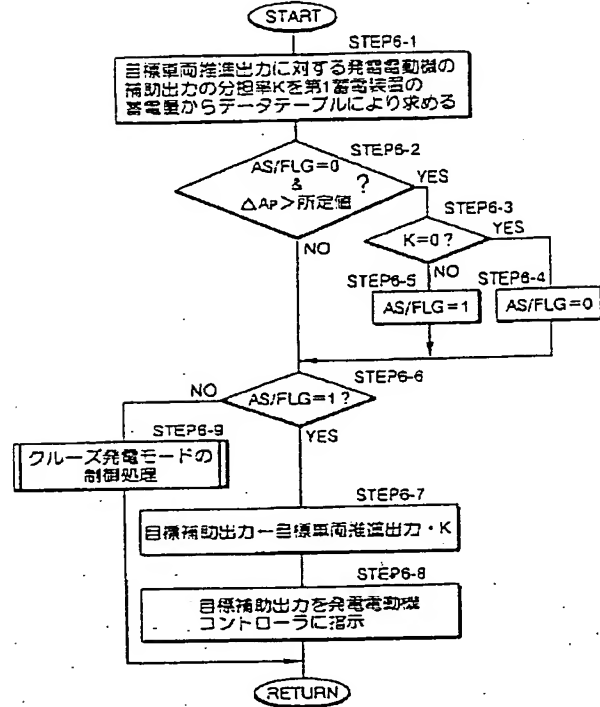 START
STEP6-1
目標車両推進出力に対する発電電動機の
補助出力の分担率Kを第1蓄電装置の
蓄電量からデータテーブルにより求める
STEP6-2
AS/FLG=0
&
△AP>所定値
?
YES
NO
STEP6-3
K=0?
YES
NO
STEP6-5
AS/FLG=1
STEP6-4
AS/FLG=0
STEP6-6
AS/FLG=1?
NO
YES
STEP6-9
クルーズ発電モードの
制御処理
STEP6-7
目標補助出力←目標車両推進出力・K
STEP6-8
目標補助出力を発電電動機
コントローラに指示
RETURN